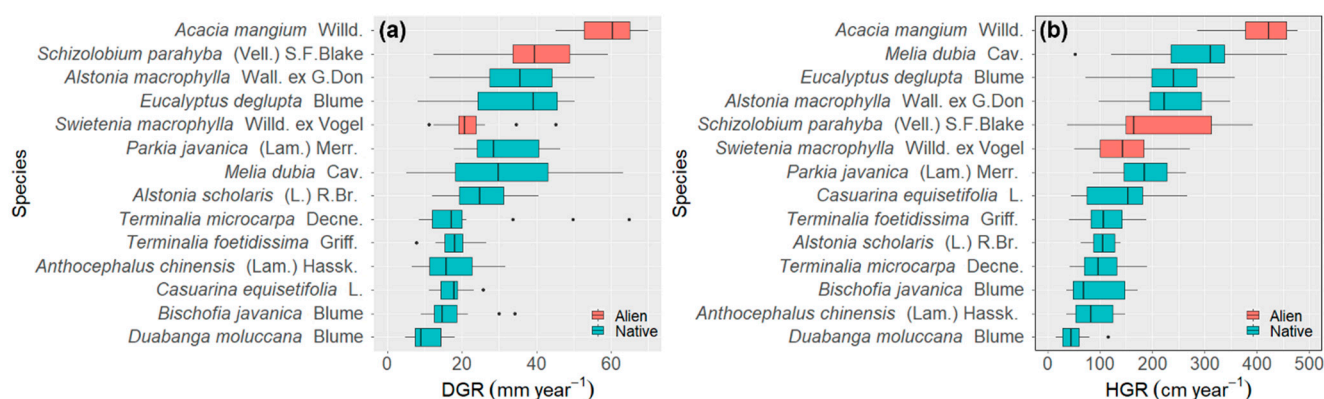 (a)
Species
Acacia mangium Willd.
Schizolobium parahyba (Vell.) S.F.Blake
Alstonia macrophylla Wall. ex G.Don
Eucalyptus deglupta Blume
Swietenia macrophylla Willd. ex Vogel
Parkia javanica (Lam.) Merr.
Melia dubia Cav.
Alstonia scholaris (L.) R.Br.
Terminalia microcarpa Decne.
Terminalia foetidissima Griff.
Anthocephalus chinensis (Lam.) Hassk.
Casuarina equisetifolia L.
Bischofia javanica Blume
Duabanga moluccana Blume
Alien
Native
0 20 40 60
DGR (mm year⁻¹)
(b)
Species
Acacia mangium Willd.
Melia dubia Cav.
Eucalyptus deglupta Blume
Alstonia macrophylla Wall. ex G.Don
Schizolobium parahyba (Vell.) S.F.Blake
Swietenia macrophylla Willd. ex Vogel
Parkia javanica (Lam.) Merr.
Casuarina equisetifolia L.
Terminalia foetidissima Griff.
Alstonia scholaris (L.) R.Br.
Terminalia microcarpa Decne.
Bischofia javanica Blume
Anthocephalus chinensis (Lam.) Hassk.
Duabanga moluccana Blume
Alien
Native
0 100 200 300 400 500
HGR (cm year⁻¹)